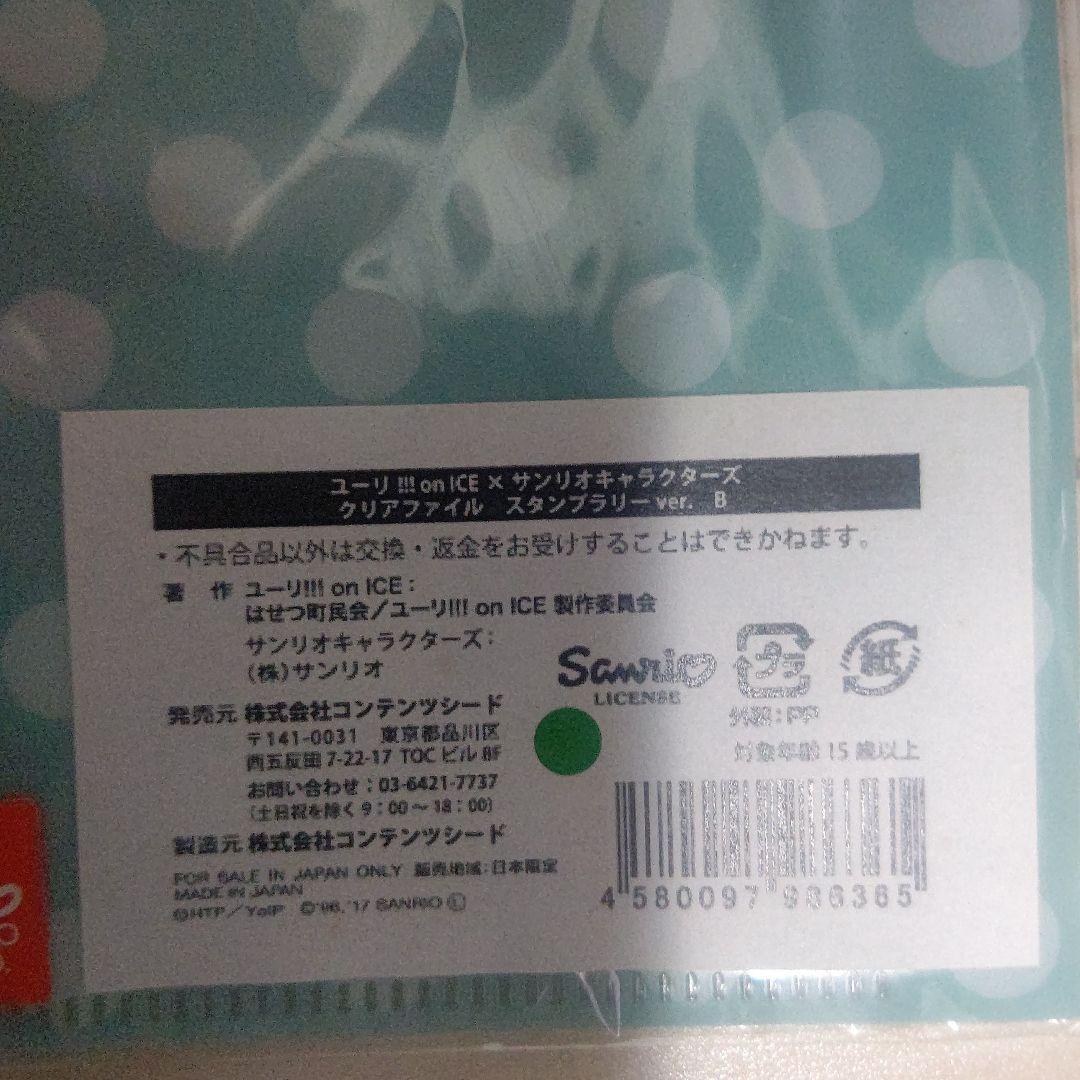 ユーリ!!! on ICE × サンリオキャラクターズ
クリアファイル　スタンプラリー ver.　B
・不具合品以外は交換・返金をお受けすることはできかねます。
著　作 ユーリ!!! on ICE：
はせつ町民会／ユーリ!!! on ICE 製作委員会
サンリオキャラクターズ：
（株）サンリオ
Sanrio
LICENSE
プラ
紙
外装：PP
対象年齢 15 歳以上
発売元 株式会社コンテンツシード
〒141-0031　東京都品川区
西五反田 7-22-17 TOC ビル 8F
お問い合わせ：03-6421-7737
（土日祝を除く 9：00～18：00）
製造元 株式会社コンテンツシード
FOR SALE IN JAPAN ONLY 販売地域：日本限定
MADE IN JAPAN
©HTP／YoIP　©'96,'17 SANRIO Ⓛ
4 580097 906365